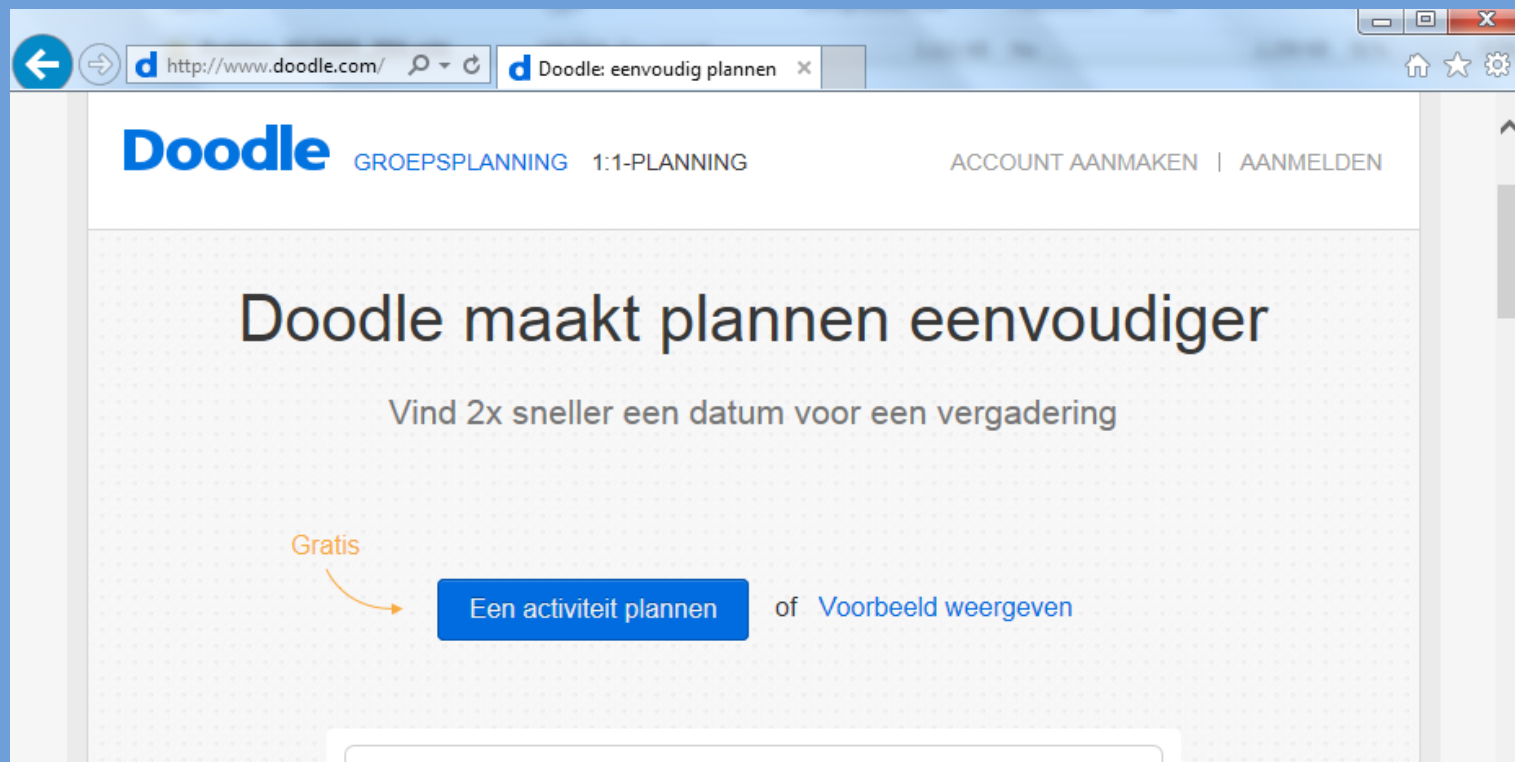 d http://www.doodle.com/
d Doodle: eenvoudig plannen
Doodle GROEPSPLANNING 1:1-PLANNING ACCOUNT AANMAKEN | AANMELDEN
Doodle maakt plannen eenvoudiger
Vind 2x sneller een datum voor een vergadering
Gratis
Een activiteit plannen of Voorbeeld weergeven